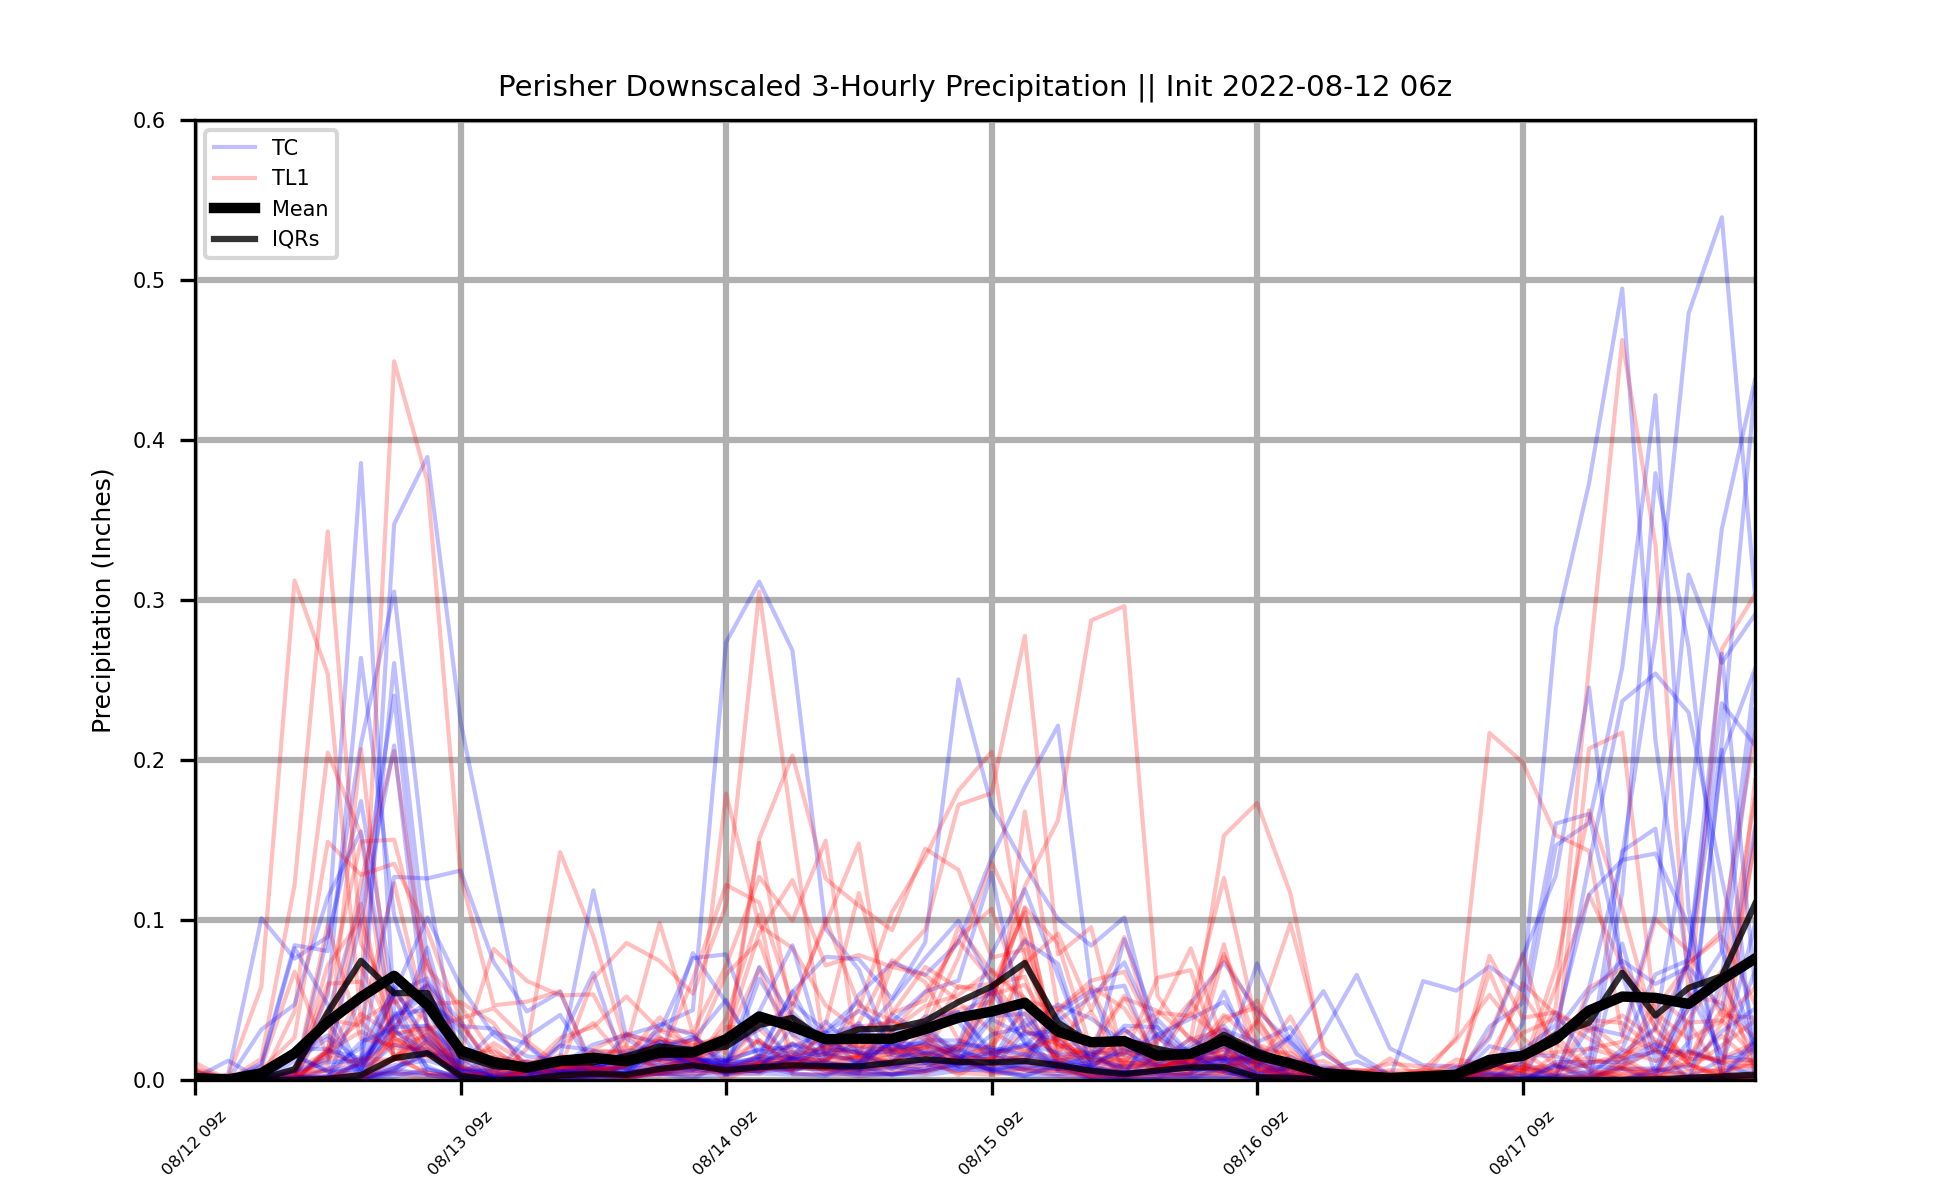 Perisher Downscaled 3-Hourly Precipitation || Init 2022-08-12 06z
TC
TL1
Mean
IQRs
Precipitation (Inches)
0.6
0.5
0.4
0.3
0.2
0.1
0.0
08/12 09z
08/13 09z
08/14 09z
08/15 09z
08/16 09z
08/17 09z